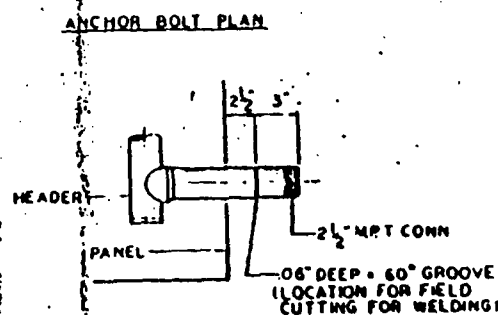 ANCHOR BOLT PLAN
2½" 3"
HEADER
2½" MPT CONN
PANEL
.06" DEEP × 60° GROOVE
(LOCATION FOR FIELD
CUTTING FOR WELDING)